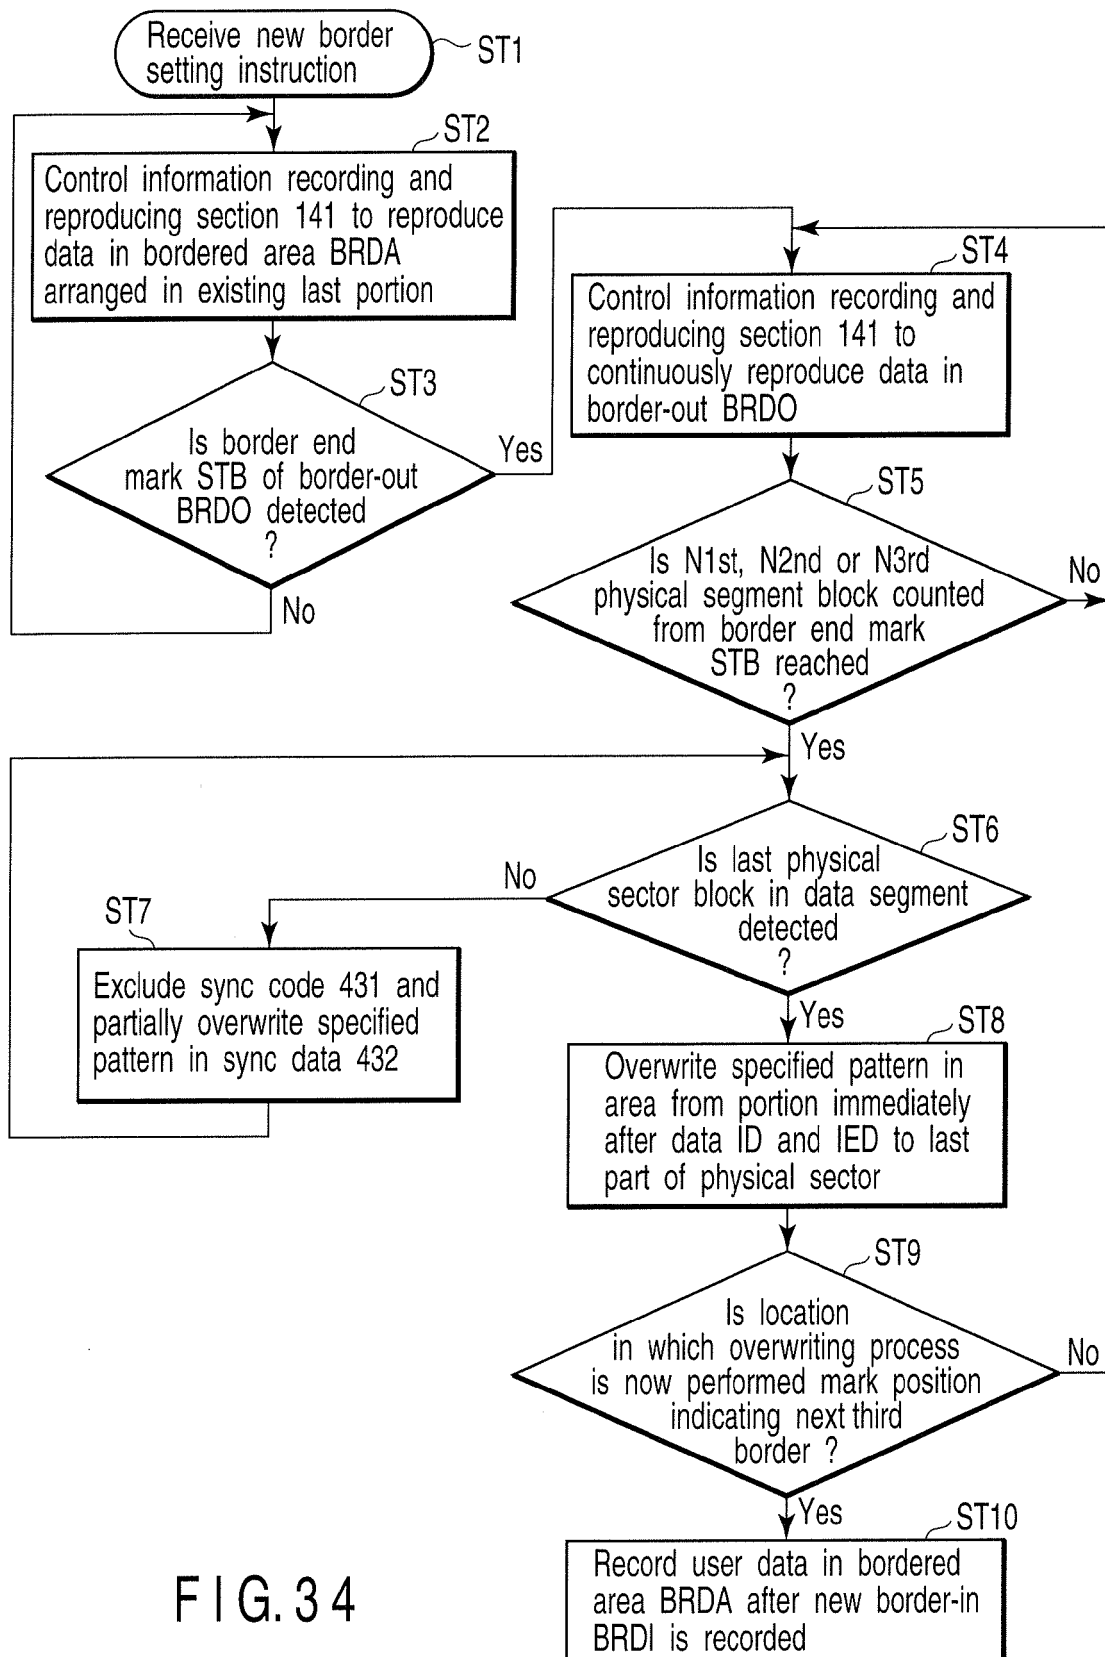 Receive new border
setting instruction
ST1
ST2
Control information recording and
reproducing section 141 to reproduce
data in bordered area BRDA
arranged in existing last portion
ST3
Is border end
mark STB of border-out
BRDO detected
?
Yes
No
ST4
Control information recording and
reproducing section 141 to
continuously reproduce data in
border-out BRDO
ST5
Is N1st, N2nd or N3rd
physical segment block counted
from border end mark
STB reached
?
No
Yes
ST6
Is last physical
sector block in data segment
detected
?
No
Yes
ST7
Exclude sync code 431 and
partially overwrite specified
pattern in sync data 432
ST8
Overwrite specified pattern in
area from portion immediately
after data ID and IED to last
part of physical sector
ST9
Is location
in which overwriting process
is now performed mark position
indicating next third
border ?
No
Yes
ST10
Record user data in bordered
area BRDA after new border-in
BRDI is recorded
FIG.34